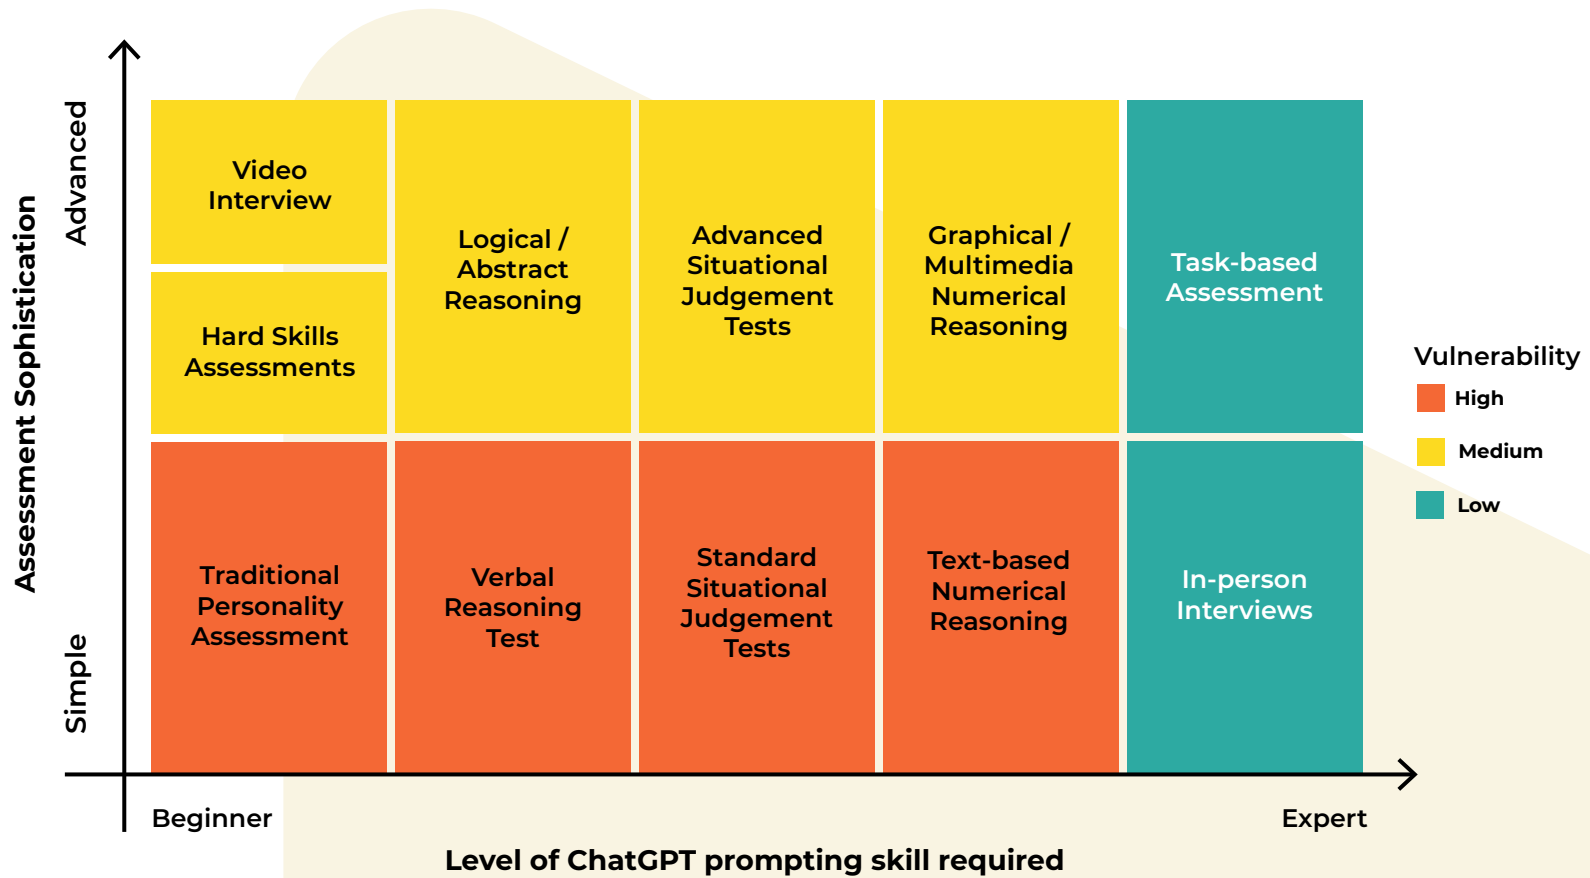 Assessment Sophistication
Advanced
Simple
Video
Interview
Hard Skills
Assessments
Logical /
Abstract
Reasoning
Advanced
Situational
Judgement
Tests
Graphical /
Multimedia
Numerical
Reasoning
Task-based
Assessment
Traditional
Personality
Assessment
Verbal
Reasoning
Test
Standard
Situational
Judgement
Tests
Text-based
Numerical
Reasoning
In-person
Interviews
Vulnerability
High
Medium
Low
Beginner
Expert
Level of ChatGPT prompting skill required